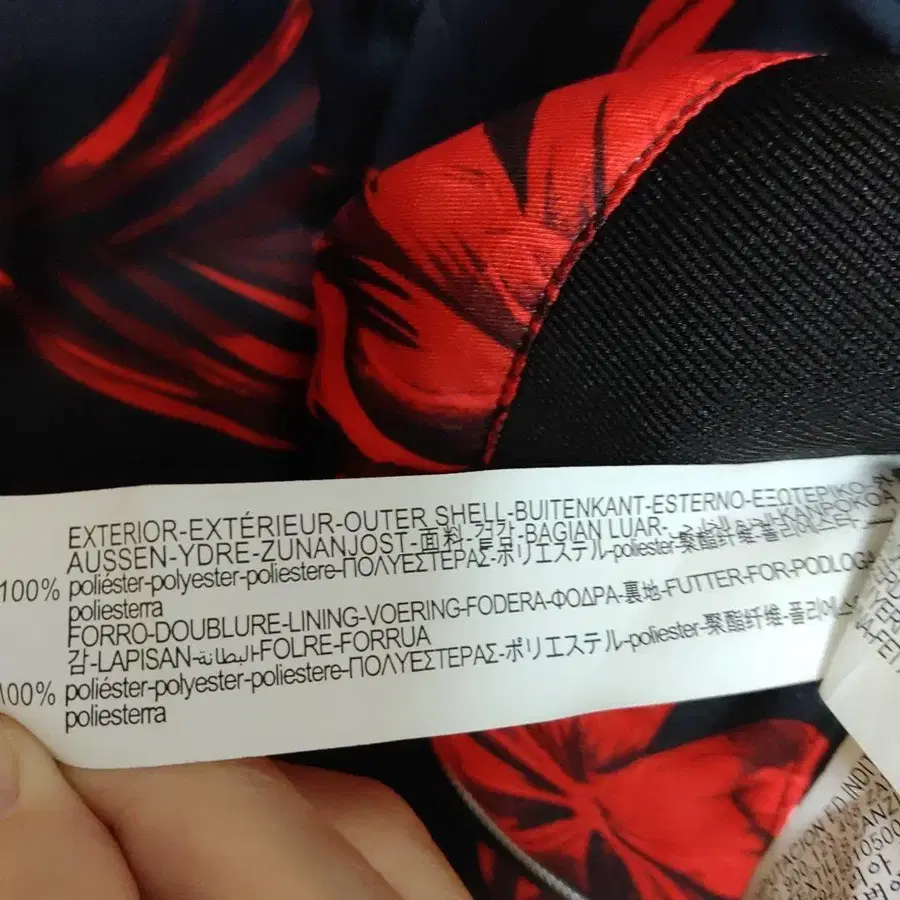 EXTERIOR-EXTÉRIEUR-OUTER SHELL-BUITENKANT-ESTERNO-ΕΞΩΤΕΡΙΚΟ-
AUSSEN-YDRE-ZUNANJOST-面料-겉감-BAGIAN LUAR- KANPOKOA
100% poliéster-polyester-poliestere-ΠΟΛΥΕΣΤΕΡΑΣ-ポリエステル-poliester-聚酯纤维-폴리에스터-
poliesterra
FORRO-DOUBLURE-LINING-VOERING-FODERA-ΦΟΔΡΑ-裏地-FUTTER-FOR-PODLOGA
감-LAPISAN-البطانة-FOLRE-FORRUA
100% poliéster-polyester-poliestere-ΠΟΛΥΕΣΤΕΡΑΣ-ポリエステル-poliester-聚酯纤维-폴리에스
poliesterra